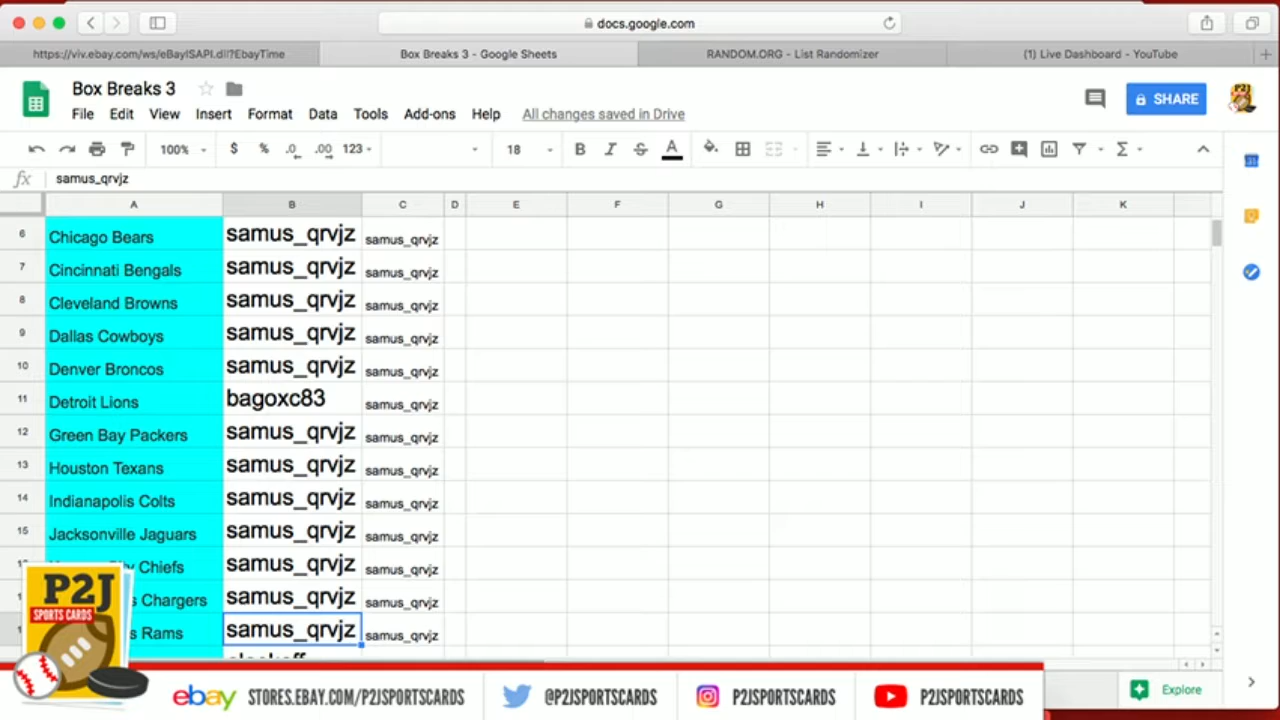 docs.google.com
https://viv.ebay.com/ws/eBayISAPI.dll?EbayTime
Box Breaks 3 - Google Sheets
RANDOM.ORG - List Randomizer
(1) Live Dashboard - YouTube
Box Breaks 3
SHARE
File Edit View Insert Format Data Tools Add-ons Help All changes saved in Drive
100% $ % .0 .00 123 18 B I S A
fx samus_qrvjz
A B C D E F G H I J K
6 Chicago Bears samus_qrvjz samus_qrvjz
7 Cincinnati Bengals samus_qrvjz samus_qrvjz
8 Cleveland Browns samus_qrvjz samus_qrvjz
9 Dallas Cowboys samus_qrvjz samus_qrvjz
10 Denver Broncos samus_qrvjz samus_qrvjz
11 Detroit Lions bagoxc83 samus_qrvjz
12 Green Bay Packers samus_qrvjz samus_qrvjz
13 Houston Texans samus_qrvjz samus_qrvjz
14 Indianapolis Colts samus_qrvjz samus_qrvjz
15 Jacksonville Jaguars samus_qrvjz samus_qrvjz
Chiefs samus_qrvjz samus_qrvjz
Chargers samus_qrvjz samus_qrvjz
Rams samus_qrvjz samus_qrvjz
P2J
SPORTS CARDS
ebay STORES.EBAY.COM/P2JSPORTSCARDS @P2JSPORTSCARDS P2JSPORTSCARDS P2JSPORTSCARDS
Explore